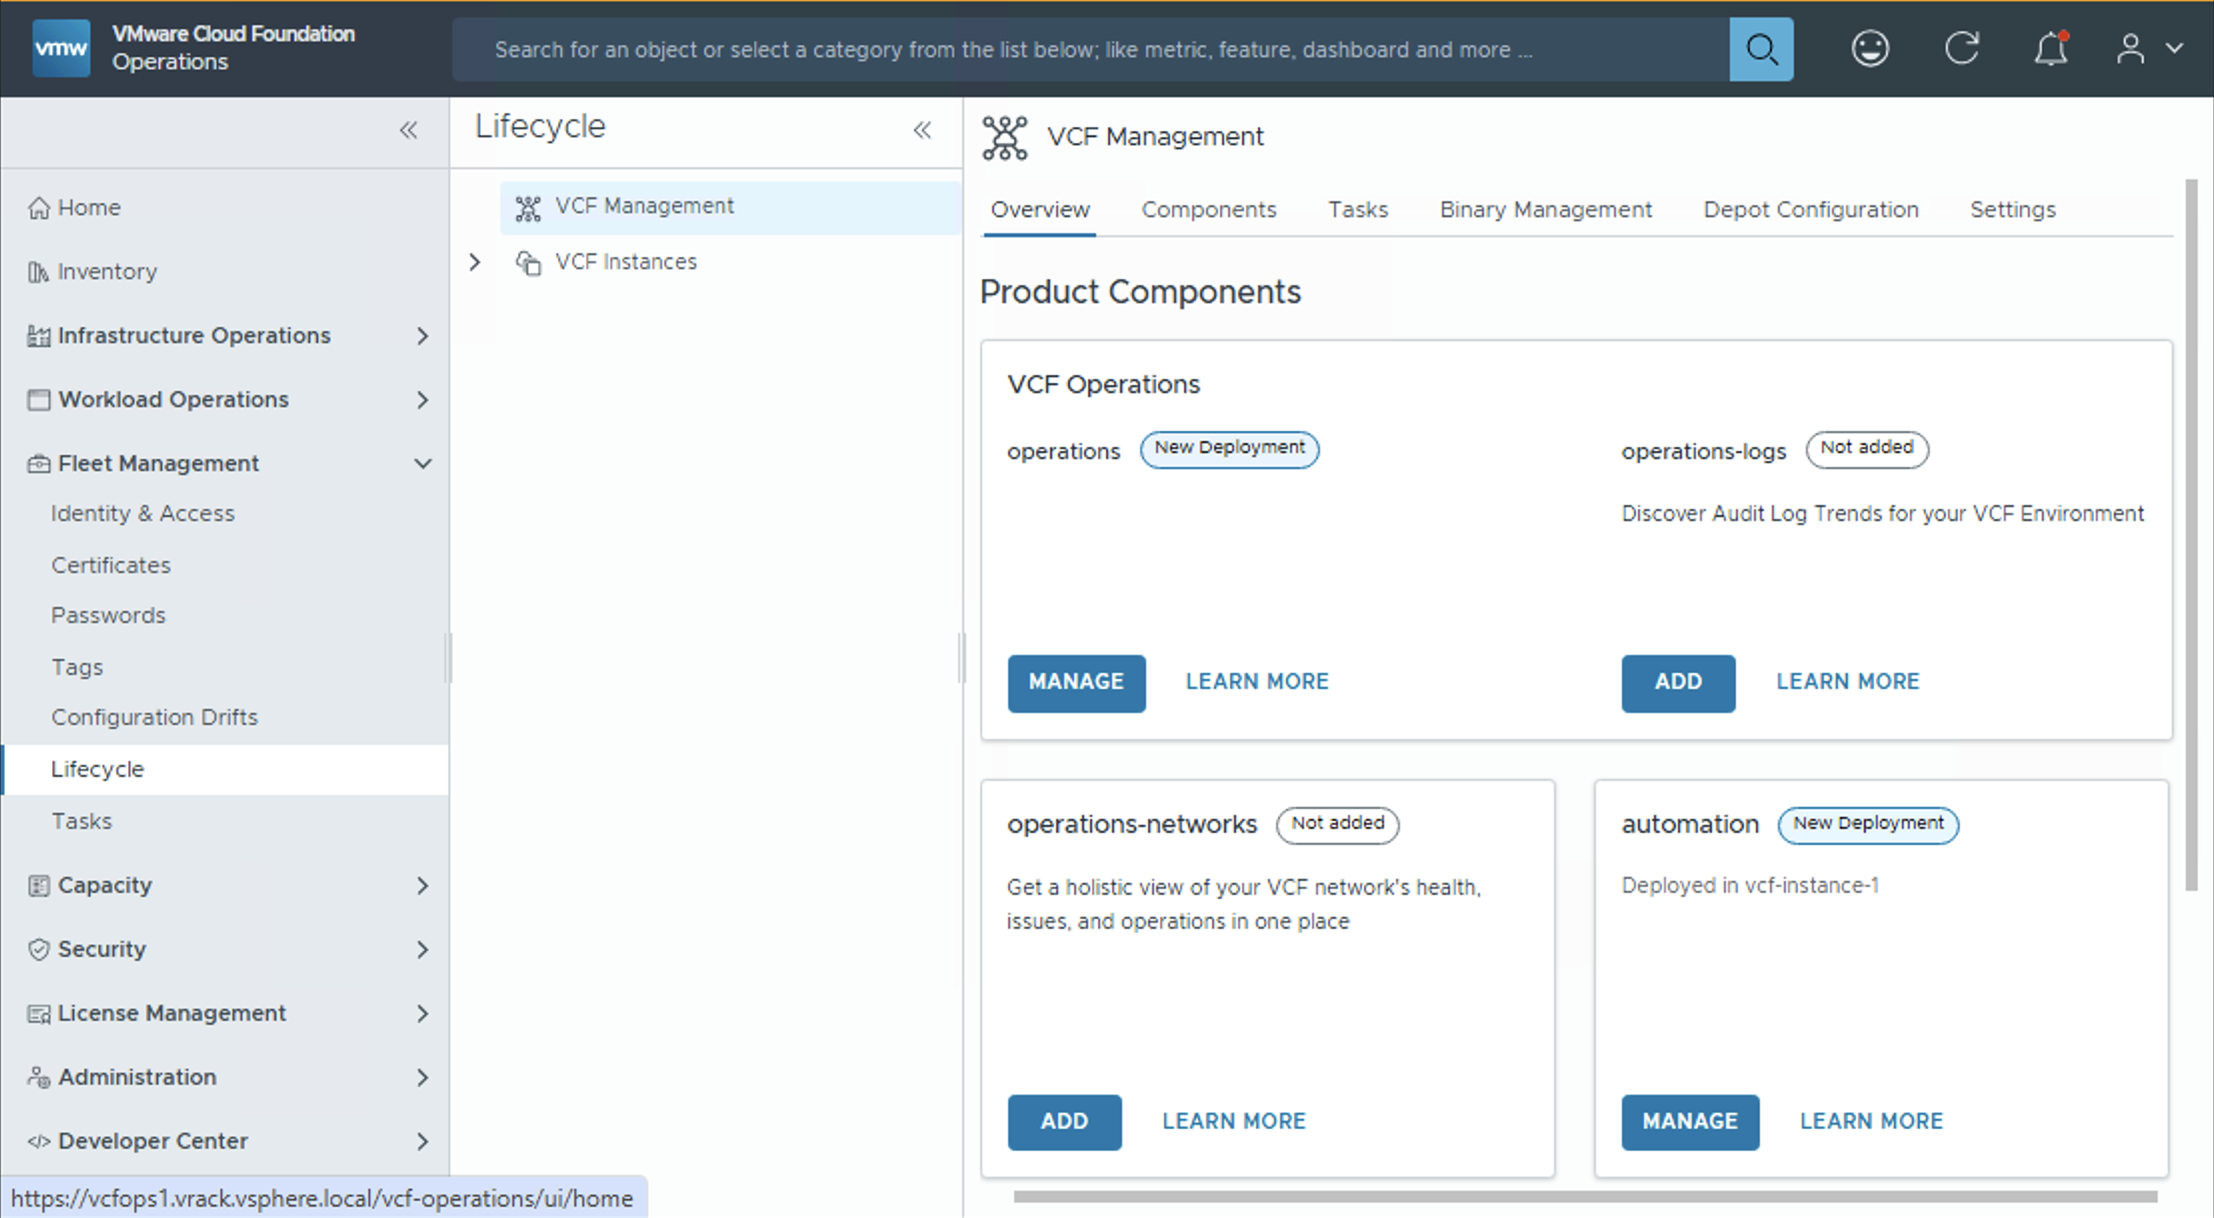 vmw
VMware Cloud Foundation
Operations
Search for an object or select a category from the list below; like metric, feature, dashboard and more ...
Home
Inventory
Infrastructure Operations
Workload Operations
Fleet Management
Identity & Access
Certificates
Passwords
Tags
Configuration Drifts
Lifecycle
Tasks
Capacity
Security
License Management
Administration
Developer Center
https://vcfops1.vrack.vsphere.local/vcf-operations/ui/home
Lifecycle
VCF Management
VCF Instances
VCF Management
Overview Components Tasks Binary Management Depot Configuration Settings
Product Components
VCF Operations
operations New Deployment
MANAGE LEARN MORE
operations-logs Not added
Discover Audit Log Trends for your VCF Environment
ADD LEARN MORE
operations-networks Not added
Get a holistic view of your VCF network's health,
issues, and operations in one place
ADD LEARN MORE
automation New Deployment
Deployed in vcf-instance-1
MANAGE LEARN MORE